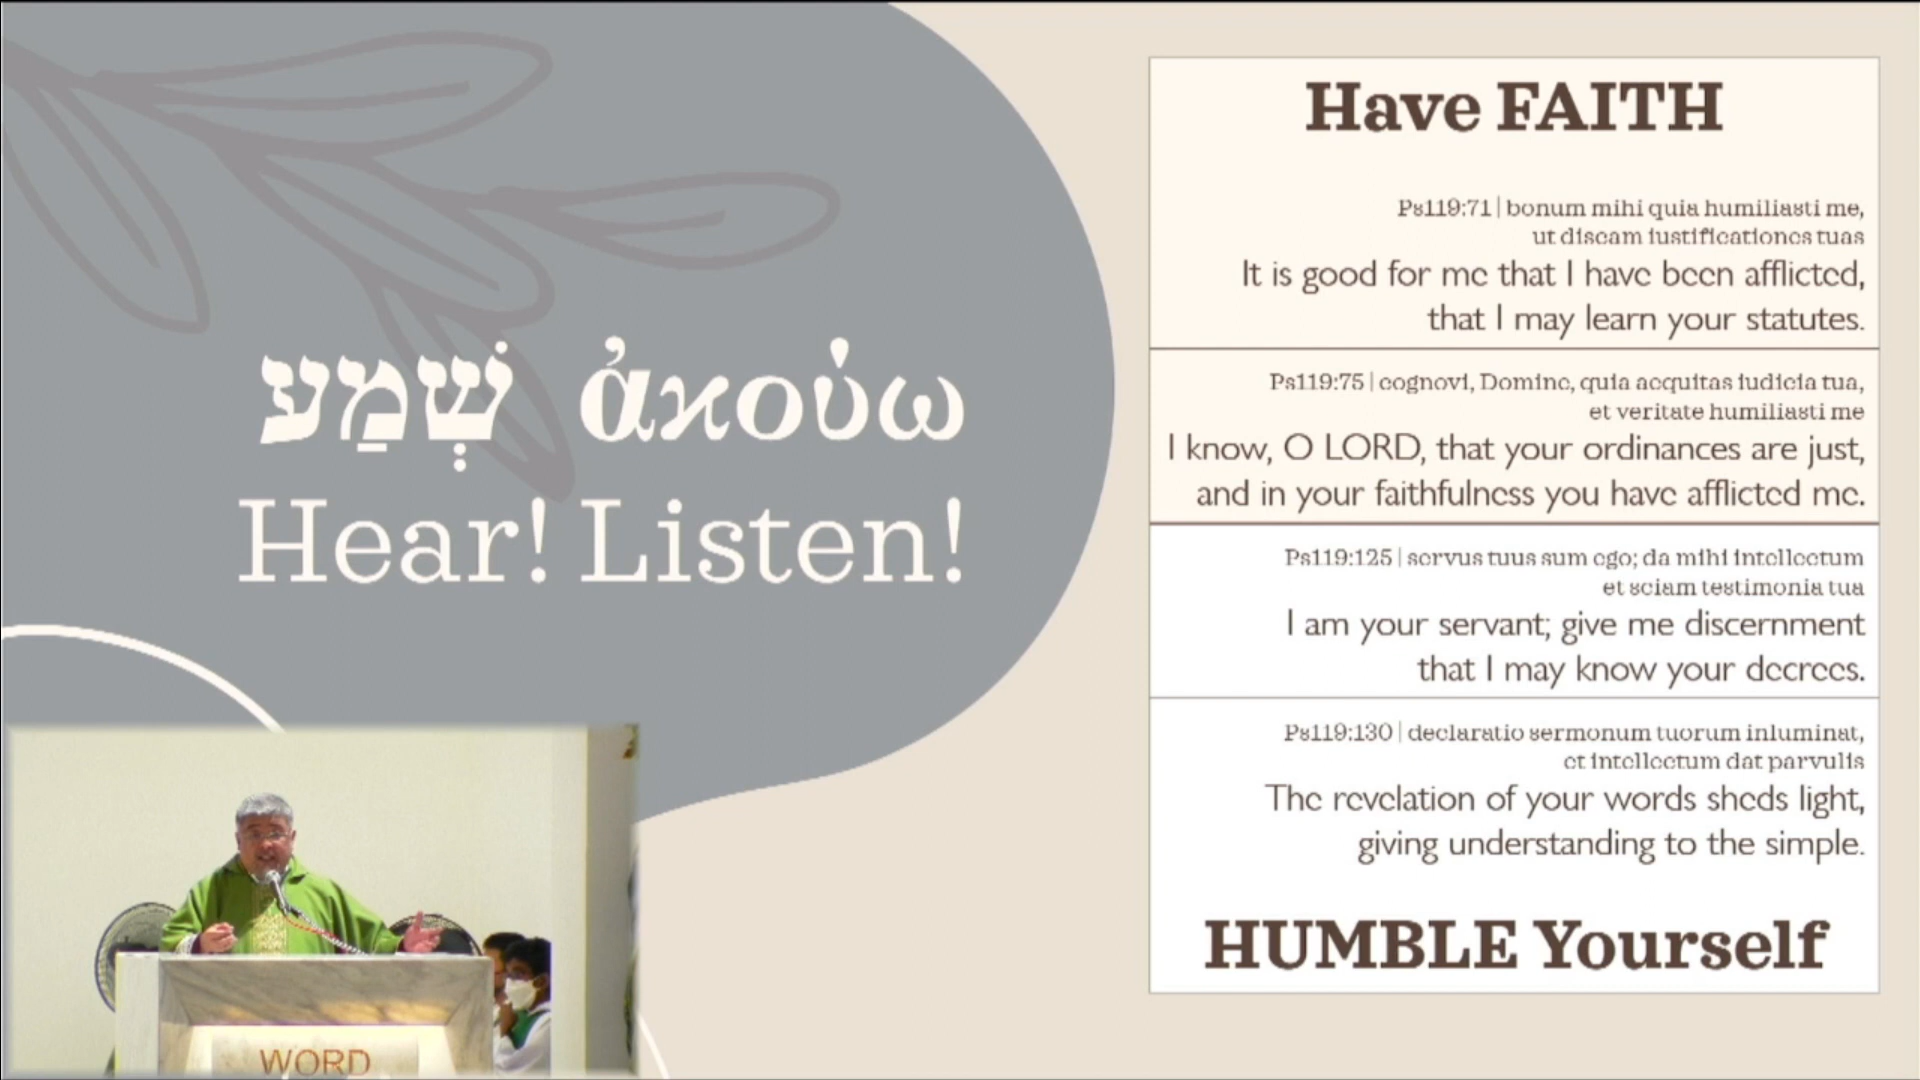 שְׁמַע ἀκούω
Hear! Listen!
Have FAITH
Ps119:71 | bonum mihi quia humiliasti me,
ut discam iustificationes tuas
It is good for me that I have been afflicted,
that I may learn your statutes.
Ps119:75 | cognovi, Domine, quia aequitas iudicia tua,
et veritate humiliasti me
I know, O LORD, that your ordinances are just,
and in your faithfulness you have afflicted me.
Ps119:125 | servus tuus sum ego; da mihi intellectum
et sciam testimonia tua
I am your servant; give me discernment
that I may know your decrees.
Ps119:130 | declaratio sermonum tuorum inluminat,
et intellectum dat parvulis
The revelation of your words sheds light,
giving understanding to the simple.
HUMBLE Yourself
WORD